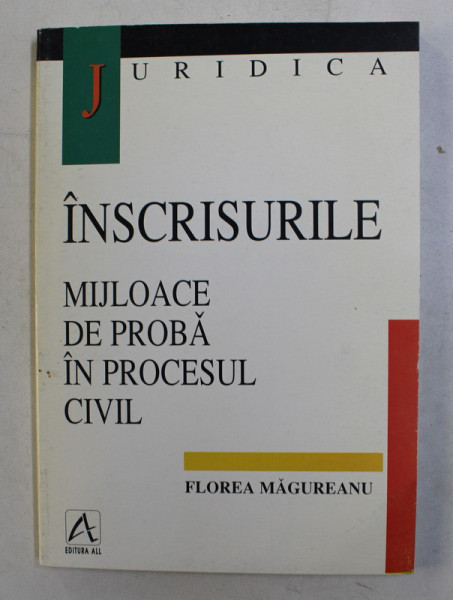 JURIDICA
ÎNSCRISURILE
MIJLOACE
DE PROBĂ
ÎN PROCESUL
CIVIL
FLOREA MĂGUREANU
EDITURA ALL